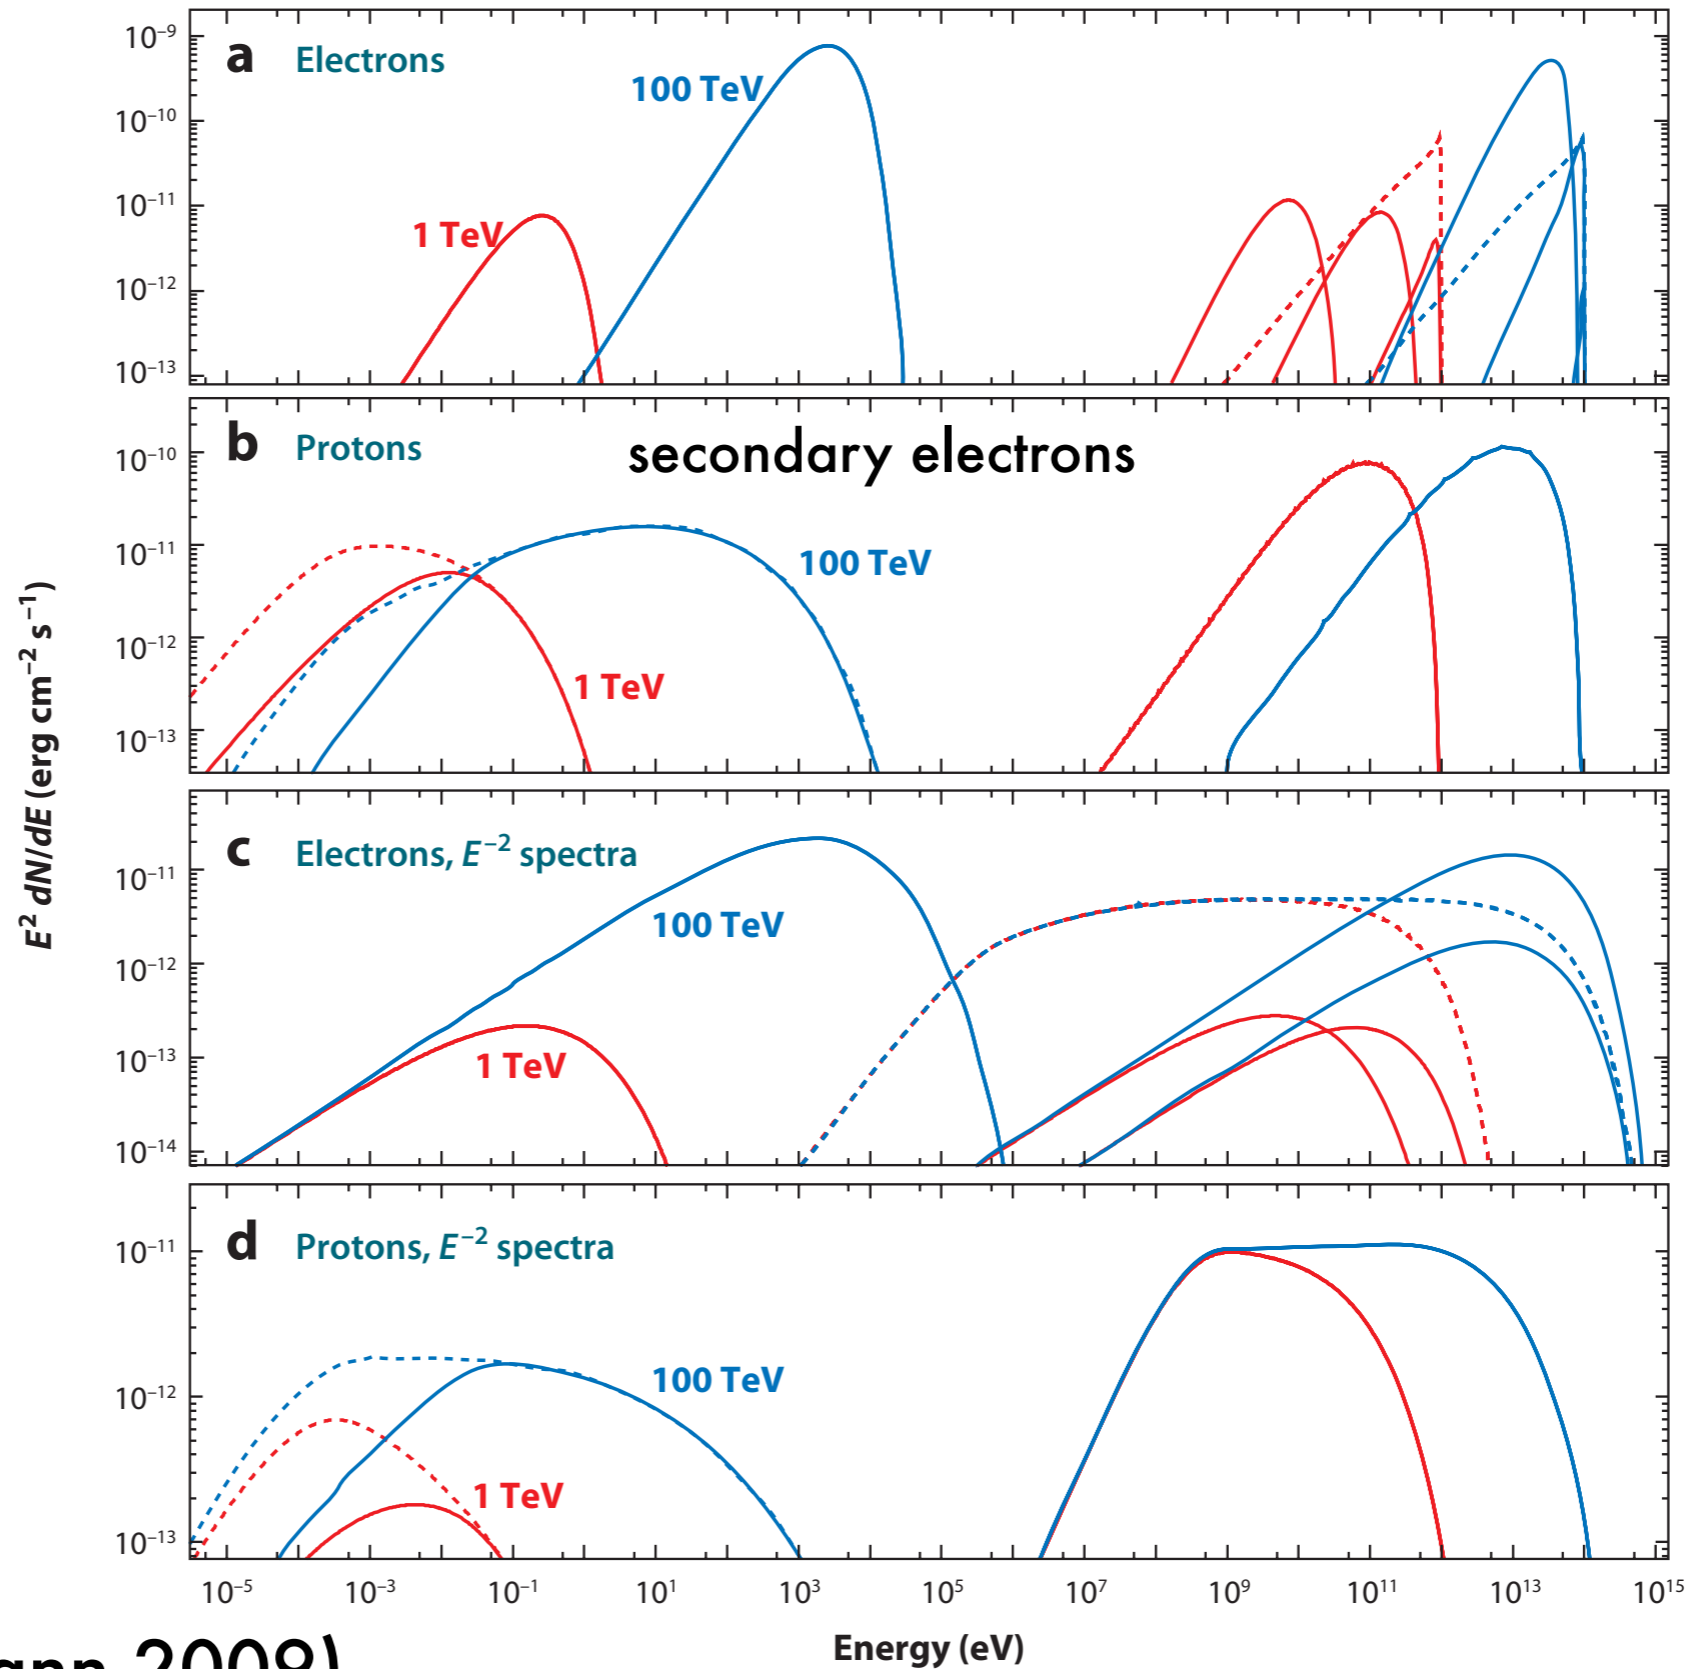 E² dN/dE (erg cm⁻² s⁻¹)
a Electrons
100 TeV
1 TeV
10⁻⁹
10⁻¹⁰
10⁻¹¹
10⁻¹²
10⁻¹³
b Protons
secondary electrons
100 TeV
1 TeV
10⁻¹⁰
10⁻¹¹
10⁻¹²
10⁻¹³
c Electrons, E⁻² spectra
100 TeV
1 TeV
10⁻¹¹
10⁻¹²
10⁻¹³
10⁻¹⁴
d Protons, E⁻² spectra
100 TeV
1 TeV
10⁻¹¹
10⁻¹²
10⁻¹³
10⁻⁵ 10⁻³ 10⁻¹ 10¹ 10³ 10⁵ 10⁷ 10⁹ 10¹¹ 10¹³ 10¹⁵
Energy (eV)
2009)